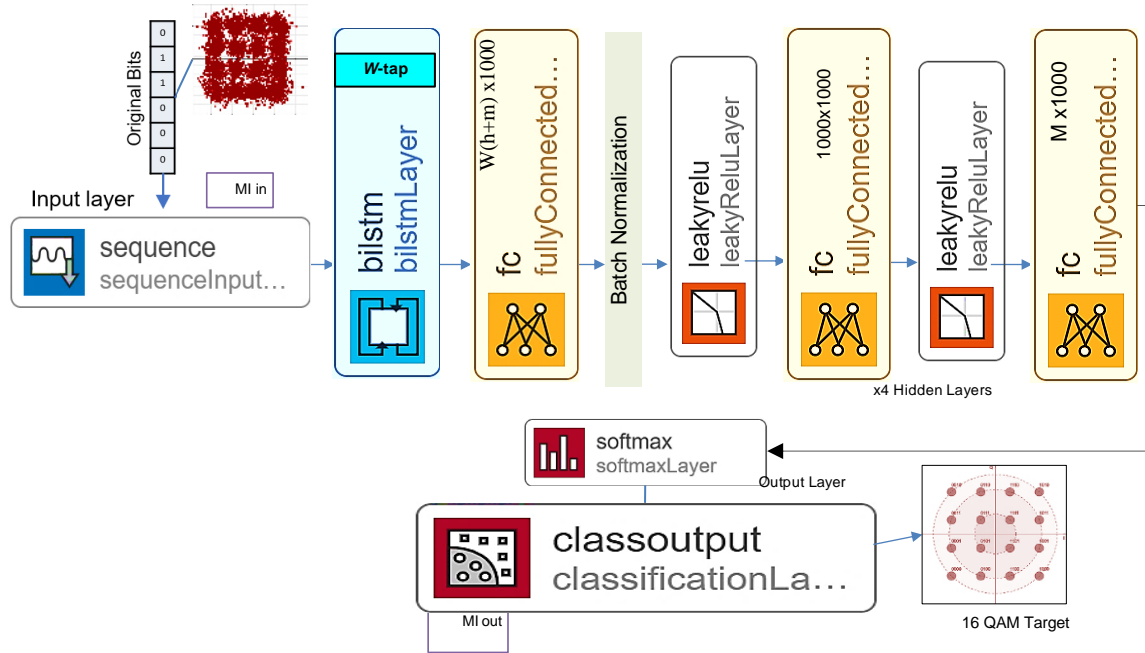 Original Bits
0
1
1
0
0
0
Input layer
MI in
sequence
sequenceInput...
W-tap
bilstm
bilstmLayer
W(h+m) x1000
fc
fullyConnected...
Batch Normalization
leakyrelu
leakyReluLayer
1000x1000
fc
fullyConnected...
leakyrelu
leakyReluLayer
x4 Hidden Layers
M x1000
fc
fullyConnected...
softmax
softmaxLayer
Output Layer
classoutput
classificationLa...
MI out
16 QAM Target